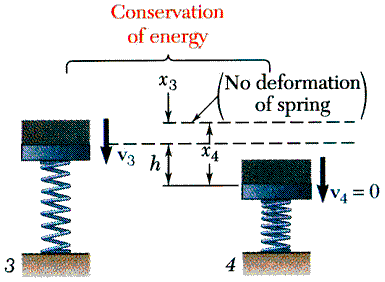 Conservation
of energy
x3
(No deformation
of spring)
v3
h
x4
v4 = 0
3
4